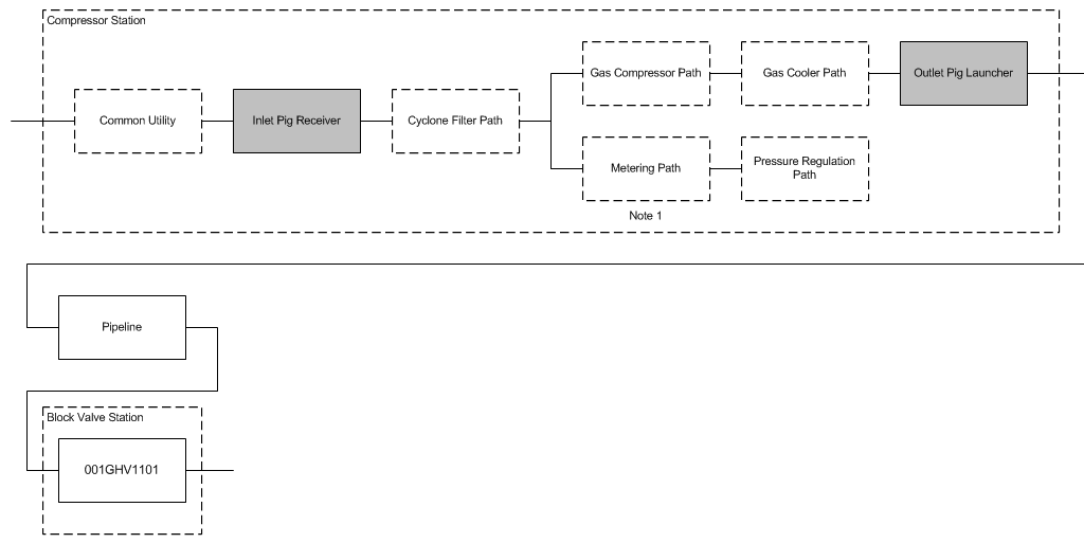 Compressor Station
Gas Compressor Path
Gas Cooler Path
Outlet Pig Launcher
Common Utility
Inlet Pig Receiver
Cyclone Filter Path
Metering Path
Pressure Regulation
Path
Note 1
Pipeline
Block Valve Station
001GHV1101